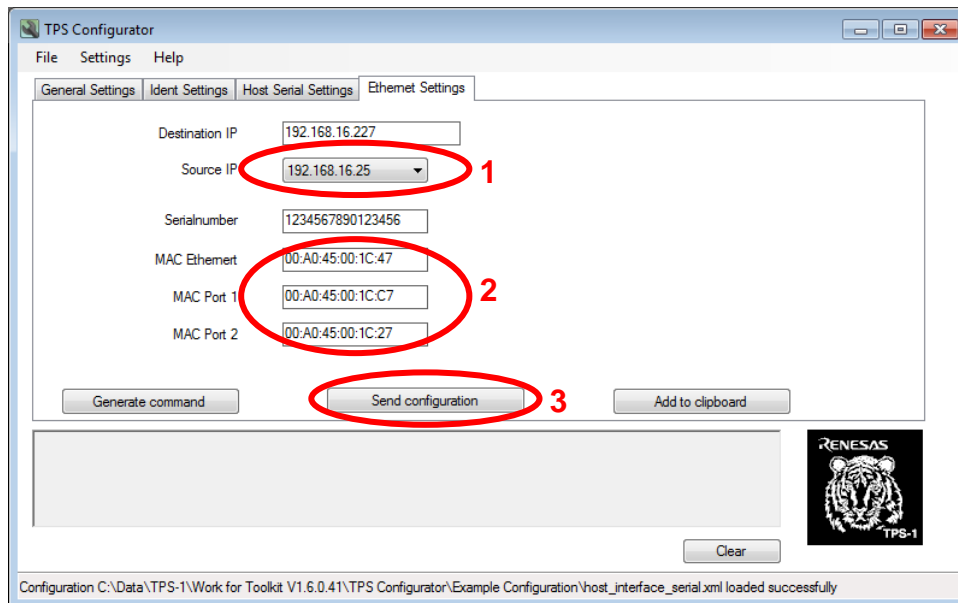 TPS Configurator
File Settings Help
General Settings Ident Settings Host Serial Settings Ethernet Settings
Destination IP 192.168.16.227
Source IP 192.168.16.25 1
Serialnumber 1234567890123456
MAC Ethernert 00:A0:45:00:1C:47
MAC Port 1 00:A0:45:00:1C:C7 2
MAC Port 2 00:A0:45:00:1C:27
Generate command Send configuration 3 Add to clipboard
RENESAS
TPS-1
Clear
Configuration C:\Data\TPS-1\Work for Toolkit V1.6.0.41\TPS Configurator\Example Configuration\host_interface_serial.xml loaded successfully